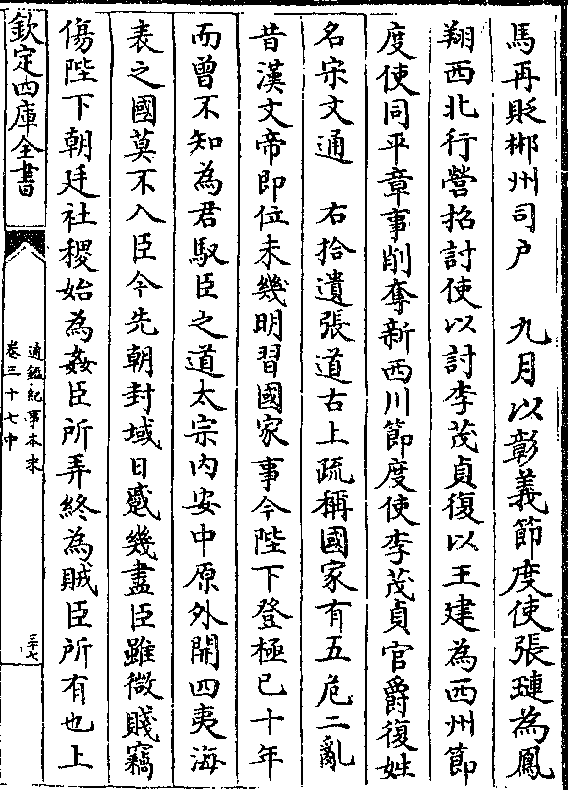 馬再貶郴州司户　九月以彰義節度使張璉為鳳
翔西北行營招討使以討李茂貞復以王建為西州節
度使同平章事削奪新西川節度使李茂貞官爵復姓
名宋文通　右拾遺張道古上疏稱國家有五危二亂
昔漢文帝即位未幾明習國家事今陛下登極已十年
而曾不知為君馭臣之道太宗内安中原外開四夷海
表之國莫不入臣今先朝封域日蹙幾盡臣雖微賤竊
傷陛下朝廷社稷始為姦臣所弄終為賊臣所有也上
欽定四庫全書
通鑑紀事本末
卷三十七中
三十七